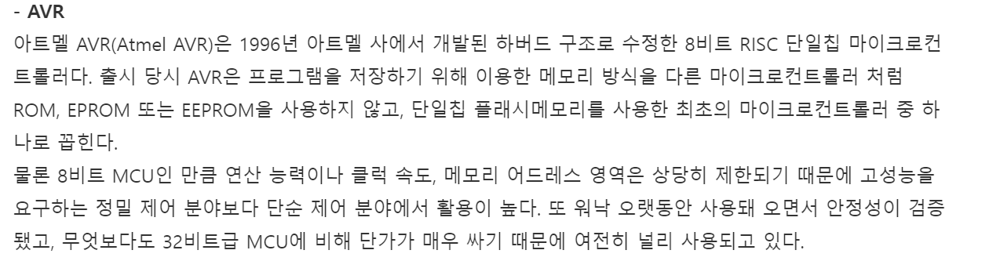 - AVR
아트멜 AVR(Atmel AVR)은 1996년 아트멜 사에서 개발된 하버드 구조로 수정한 8비트 RISC 단일칩 마이크로컨
트롤러다. 출시 당시 AVR은 프로그램을 저장하기 위해 이용한 메모리 방식을 다른 마이크로컨트롤러 처럼
ROM, EPROM 또는 EEPROM을 사용하지 않고, 단일칩 플래시메모리를 사용한 최초의 마이크로컨트롤러 중 하
나로 꼽힌다.
물론 8비트 MCU인 만큼 연산 능력이나 클럭 속도, 메모리 어드레스 영역은 상당히 제한되기 때문에 고성능을
요구하는 정밀 제어 분야보다 단순 제어 분야에서 활용이 높다. 또 워낙 오랫동안 사용돼 오면서 안정성이 검증
됐고, 무엇보다도 32비트급 MCU에 비해 단가가 매우 싸기 때문에 여전히 널리 사용되고 있다.